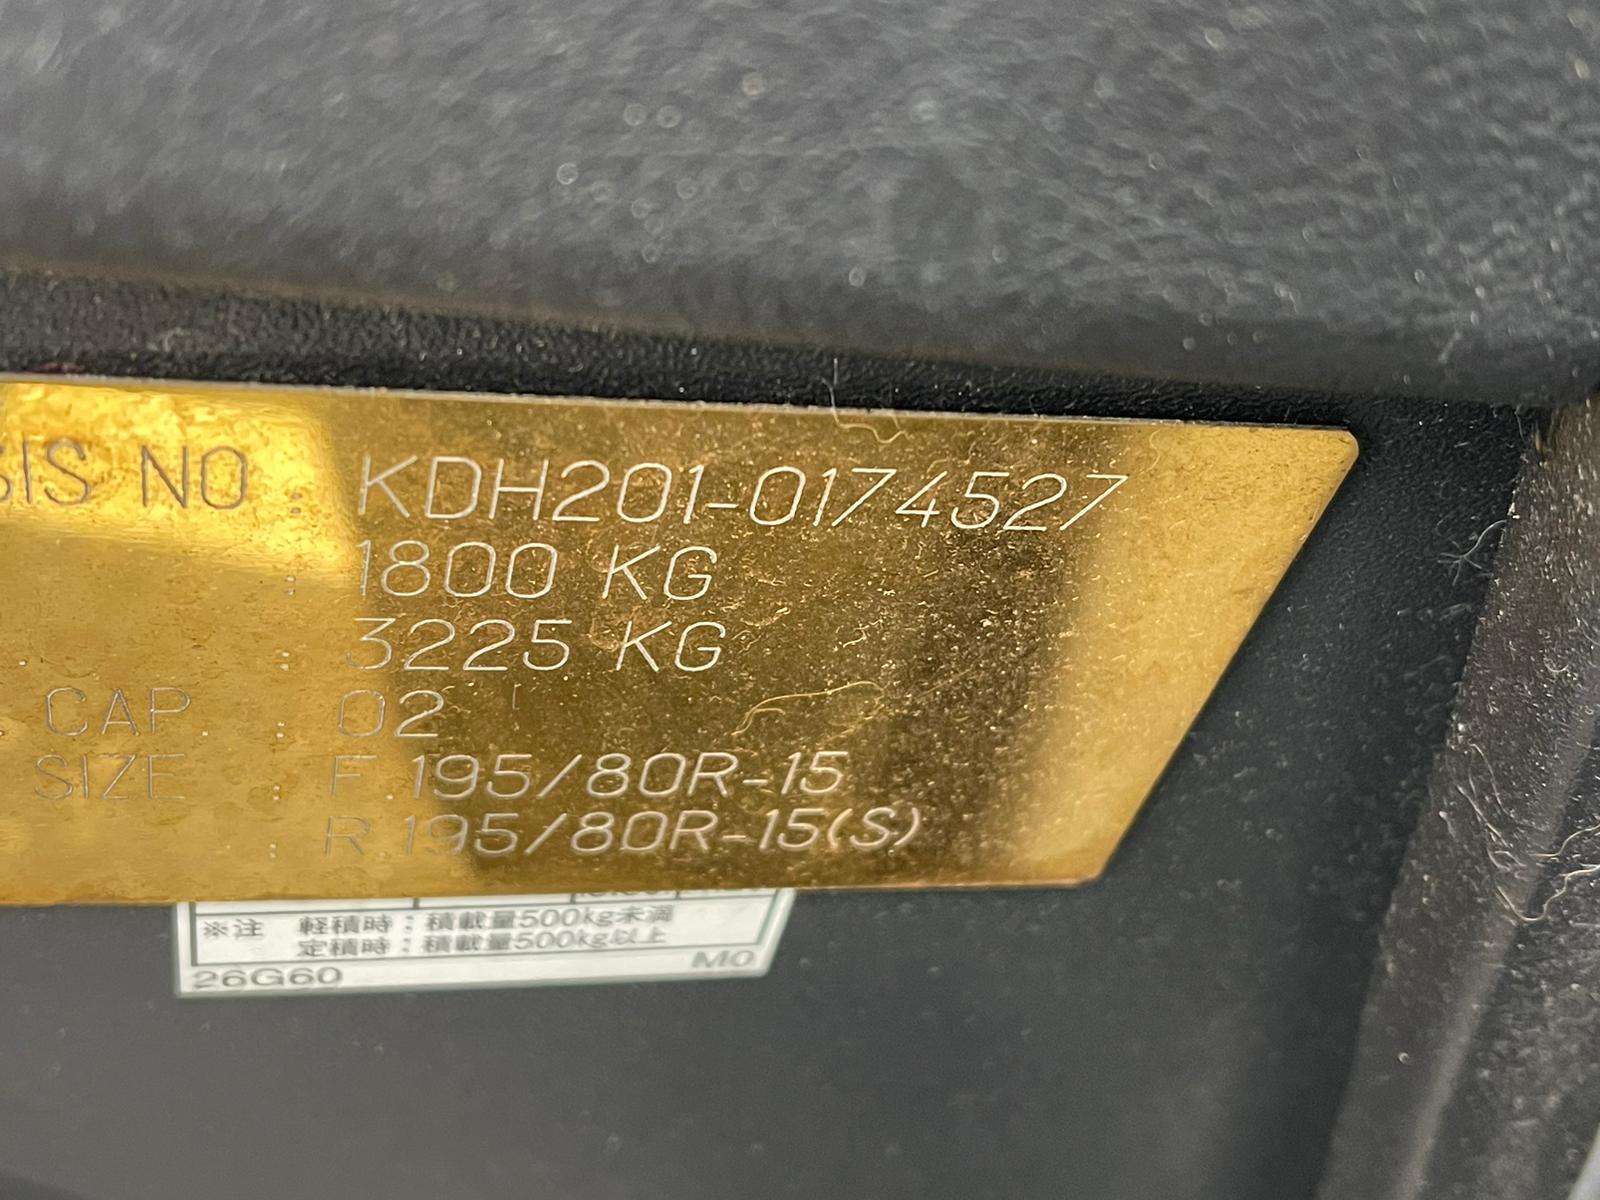 SIS NO : KDH201-0174527
: 1800 KG
: 3225 KG
CAP : 02
SIZE : F 195/80R-15
: R 195/80R-15(S)
※注 軽積時：積載量500kg未満
定積時：積載量500kg以上
26G60 M0